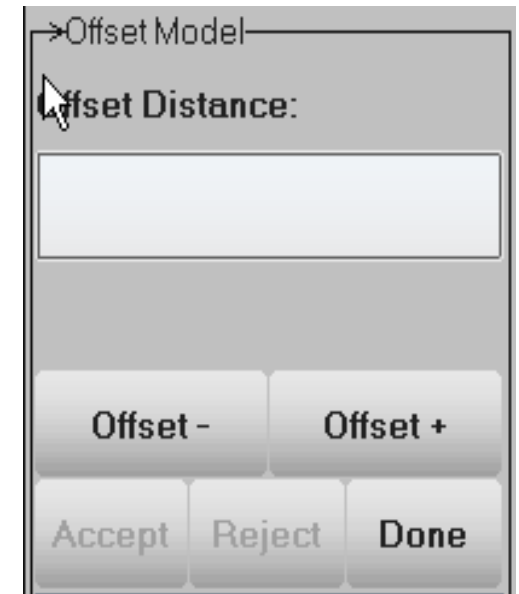 ->Offset Model
Offset Distance:
Offset - Offset +
Accept Reject Done